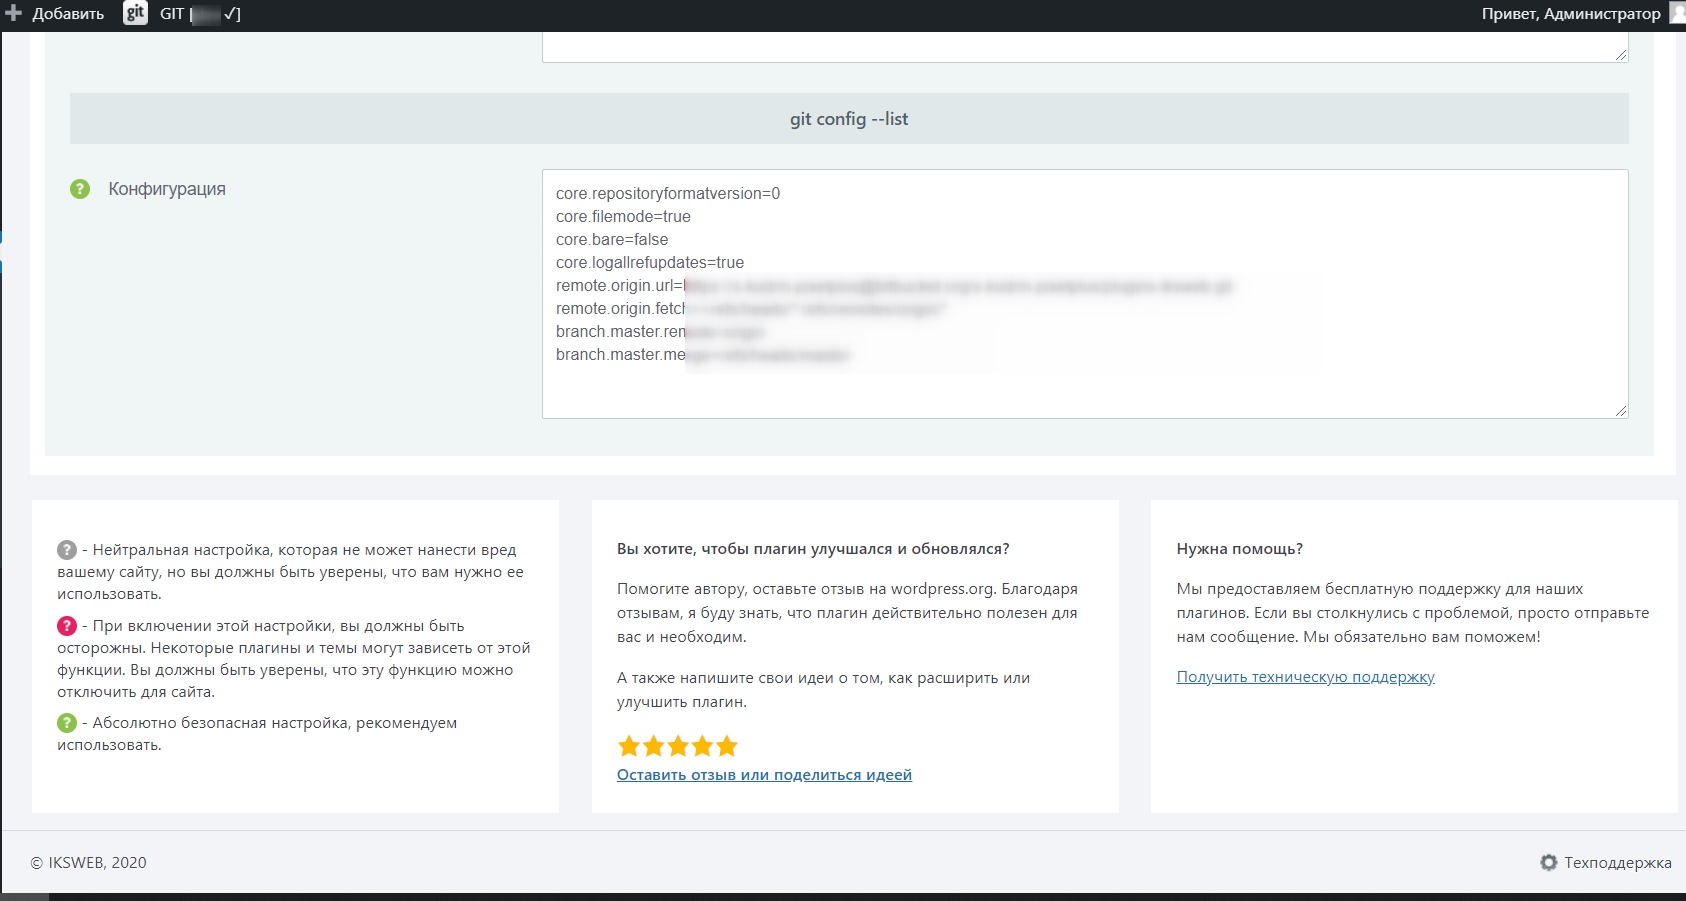 Добавить
git
GIT [ ✓]
Привет, Администратор
git config --list
? Конфигурация
core.repositoryformatversion=0
core.filemode=true
core.bare=false
core.logallrefupdates=true
remote.origin.url=
remote.origin.fetch
branch.master.rem
branch.master.me
? - Нейтральная настройка, которая не может нанести вред
вашему сайту, но вы должны быть уверены, что вам нужно ее
использовать.
? - При включении этой настройки, вы должны быть
осторожны. Некоторые плагины и темы могут зависеть от этой
функции. Вы должны быть уверены, что эту функцию можно
отключить для сайта.
? - Абсолютно безопасная настройка, рекомендуем
использовать.
Вы хотите, чтобы плагин улучшался и обновлялся?
Помогите автору, оставьте отзыв на wordpress.org. Благодаря
отзывам, я буду знать, что плагин действительно полезен для
вас и необходим.
А также напишите свои идеи о том, как расширить или
улучшить плагин.
Оставить отзыв или поделиться идеей
Нужна помощь?
Мы предоставляем бесплатную поддержку для наших
плагинов. Если вы столкнулись с проблемой, просто отправьте
нам сообщение. Мы обязательно вам поможем!
Получить техническую поддержку
© IKSWEB, 2020
Техподдержка